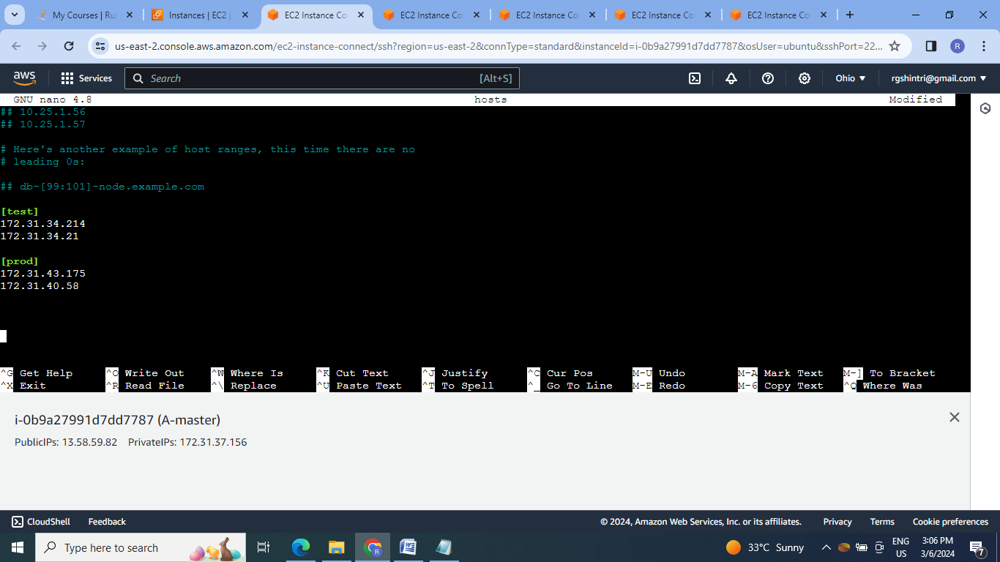 My Courses | Ru
Instances | EC2 |
EC2 Instance Co
EC2 Instance Co
EC2 Instance Co
EC2 Instance Co
EC2 Instance Co
us-east-2.console.aws.amazon.com/ec2-instance-connect/ssh?region=us-east-2&connType=standard&instanceId=i-0b9a27991d7dd7787&osUser=ubuntu&sshPort=22...
R
aws
Services
Search
[Alt+S]
Ohio
rgshintri@gmail.com
GNU nano 4.8 hosts Modified
## 10.25.1.56
## 10.25.1.57
# Here's another example of host ranges, this time there are no
# leading 0s:
## db-[99:101]-node.example.com
[test]
172.31.34.214
172.31.34.21
[prod]
172.31.43.175
172.31.40.58
^G Get Help ^O Write Out ^W Where Is ^K Cut Text ^J Justify ^C Cur Pos M-U Undo M-A Mark Text M-] To Bracket
^X Exit ^R Read File ^\ Replace ^U Paste Text ^T To Spell ^_ Go To Line M-E Redo M-6 Copy Text ^Q Where Was
i-0b9a27991d7dd7787 (A-master)
PublicIPs: 13.58.59.82 PrivateIPs: 172.31.37.156
CloudShell Feedback © 2024, Amazon Web Services, Inc. or its affiliates. Privacy Terms Cookie preferences
Type here to search
R
33°C Sunny
ENG
US
3:06 PM
3/6/2024
7